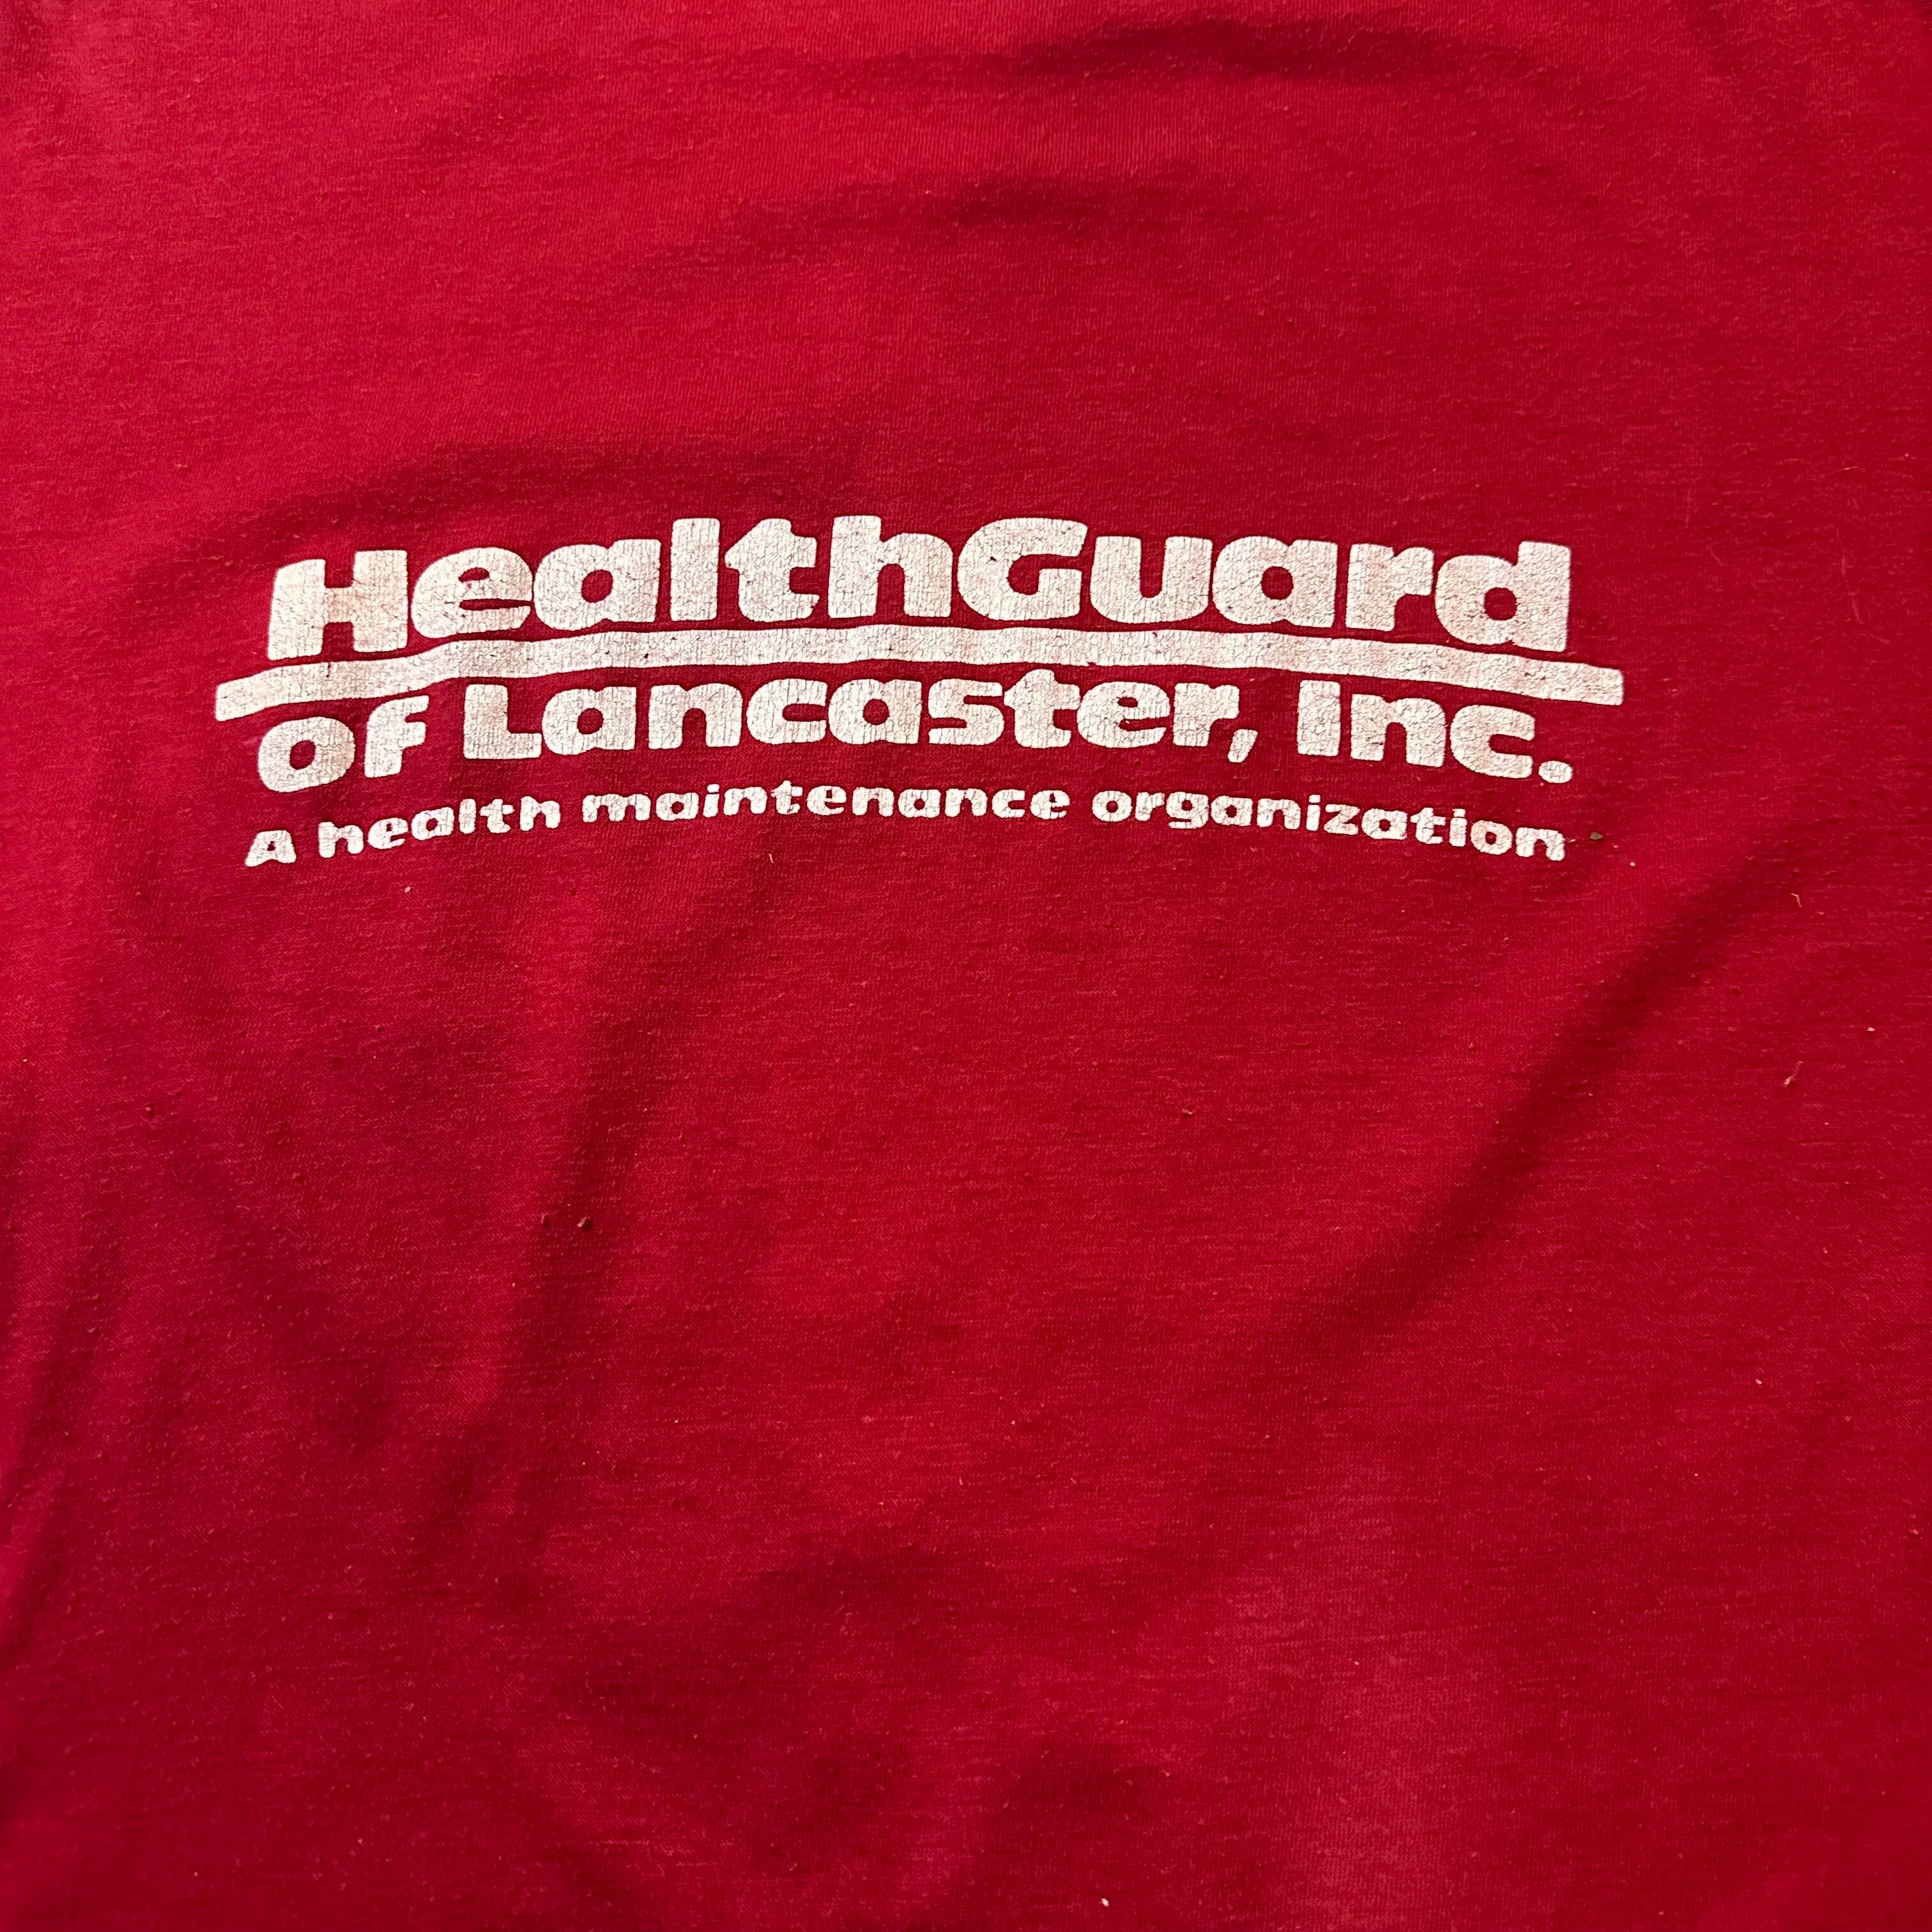 HealthGuard
of Lancaster, Inc.
A health maintenance organization